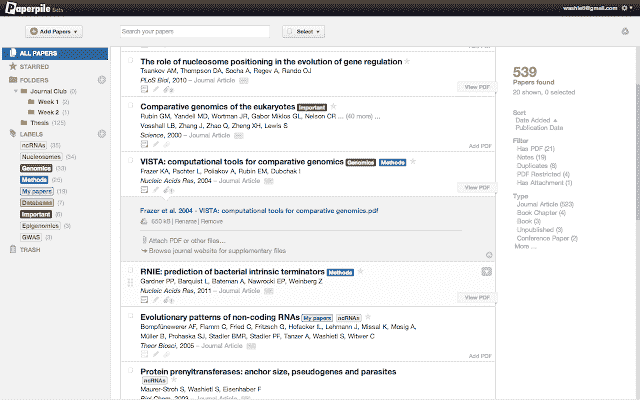 Paperpile beta
washietl@gmail.com
Add Papers
Search your papers
Select
ALL PAPERS
STARRED
FOLDERS
Journal Club (3)
Week 1 (3)
Week 2 (1)
Thesis (125)
LABELS
ncRNAs (35)
Nucleosomes (34)
Genomics
Methods
My papers (19)
Database
Important
Epigenomics
GWAS
TRASH
The role of nucleosome positioning in the evolution of gene regulation
Tsankov AM, Thompson DA, Socha A, Regev A, Rando OJ
PLoS Biol, 2010 – Journal Article
View PDF
Comparative genomics of the eukaryotes Important
Rubin GM, Yandell MD, Wortman JR, Gabor Miklos GL, Nelson CR, ... (40 more) ...
Vosshall LB, Zhang J, Zhao Q, Zheng XH, Lewis S
Science, 2000 – Journal Article
Add PDF
VISTA: computational tools for comparative genomics Genomics Methods
Frazer KA, Pachter L, Poliakov A, Rubin EM, Dubchak I
Nucleic Acids Res, 2004 – Journal Article
View PDF
Frazer et al. 2004 - VISTA: computational tools for comparative genomics.pdf
650 kB | Rename | Remove
Attach PDF or other files...
Browse journal website for supplementary files
RNIE: prediction of bacterial intrinsic terminators Methods
Gardner PP, Barquist L, Bateman A, Nawrocki EP, Weinberg Z
Nucleic Acids Res, 2011 – Journal Article
View PDF
Evolutionary patterns of non-coding RNAs My papers ncRNAs
Bompfünewerer AF, Flamm C, Fried C, Fritzsch G, Hofacker IL, Lehmann J, Missal K, Mosig A,
Müller B, Prohaska SJ, Stadler BMR, Stadler PF, Tanzer A, Washietl S, Witwer C
Theor Biosci, 2005 – Journal Article
Add PDF
Protein prenyltransferases: anchor size, pseudogenes and parasites
ncRNAs
Maurer-Stroh S, Washietl S, Eisenhaber F
Biol Chem, 2003 – Journal Article
539
Papers found
20 shown, 0 selected
Sort
Date Added
Publication Date
Filter
Has PDF (21)
Notes (19)
Duplicates (6)
PDF Restricted (4)
Has Attachment (1)
Type
Journal Article (523)
Book Chapter (4)
Book (3)
Unpublished (3)
Conference Paper (2)
More ...